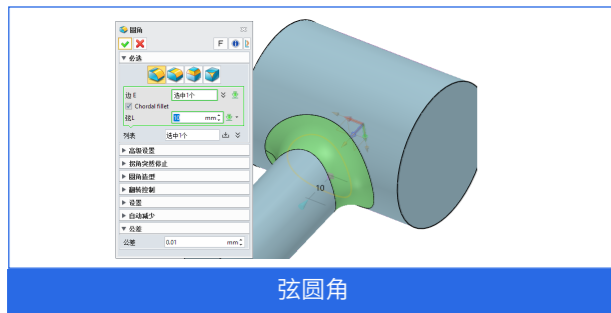 圆角
F
▼ 必选
边 E 选中1个
Chordal fillet
弦L 10 mm
列表 选中1个
▶ 高级设置
▶ 拐角突然停止
▶ 圆角造型
▶ 翻转控制
▶ 设置
▶ 自动减少
▼ 公差
公差 0.01 mm
10
弦圆角